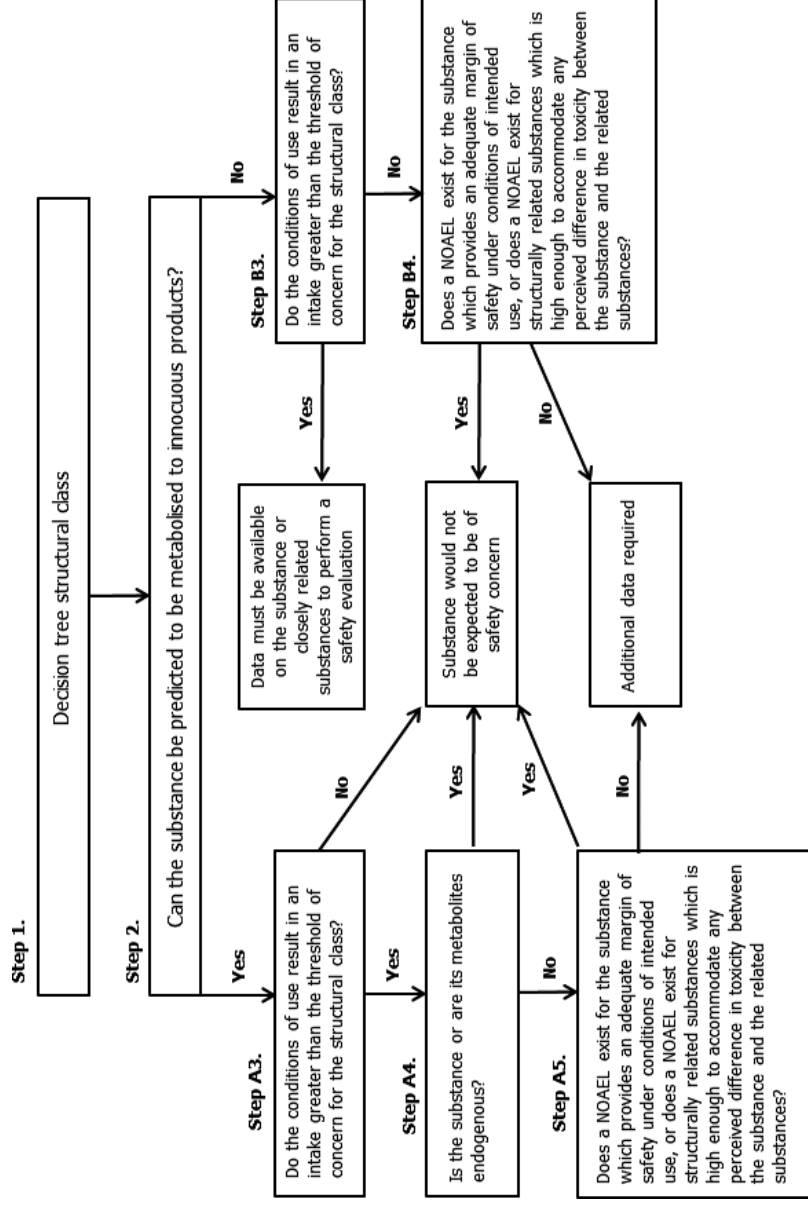 Step 1.
Decision tree structural class
Step 2.
Can the substance be predicted to be metabolised to innocuous products?
Yes
No
Step A3.
Do the conditions of use result in an
intake greater than the threshold of
concern for the structural class?
No
Yes
Step A4.
Is the substance or are its metabolites
endogenous?
Yes
No
Step A5.
Does a NOAEL exist for the substance
which provides an adequate margin of
safety under conditions of intended
use, or does a NOAEL exist for
structurally related substances which is
high enough to accommodate any
perceived difference in toxicity between
the substance and the related
substances?
Yes
No
Data must be available
on the substance or
closely related
substances to perform a
safety evaluation
Substance would not
be expected to be of
safety concern
Additional data required
Step B3.
Do the conditions of use result in an
intake greater than the threshold of
concern for the structural class?
Yes
No
Step B4.
Does a NOAEL exist for the substance
which provides an adequate margin of
safety under conditions of intended
use, or does a NOAEL exist for
structurally related substances which is
high enough to accommodate any
perceived difference in toxicity between
the substance and the related
substances?
Yes
No